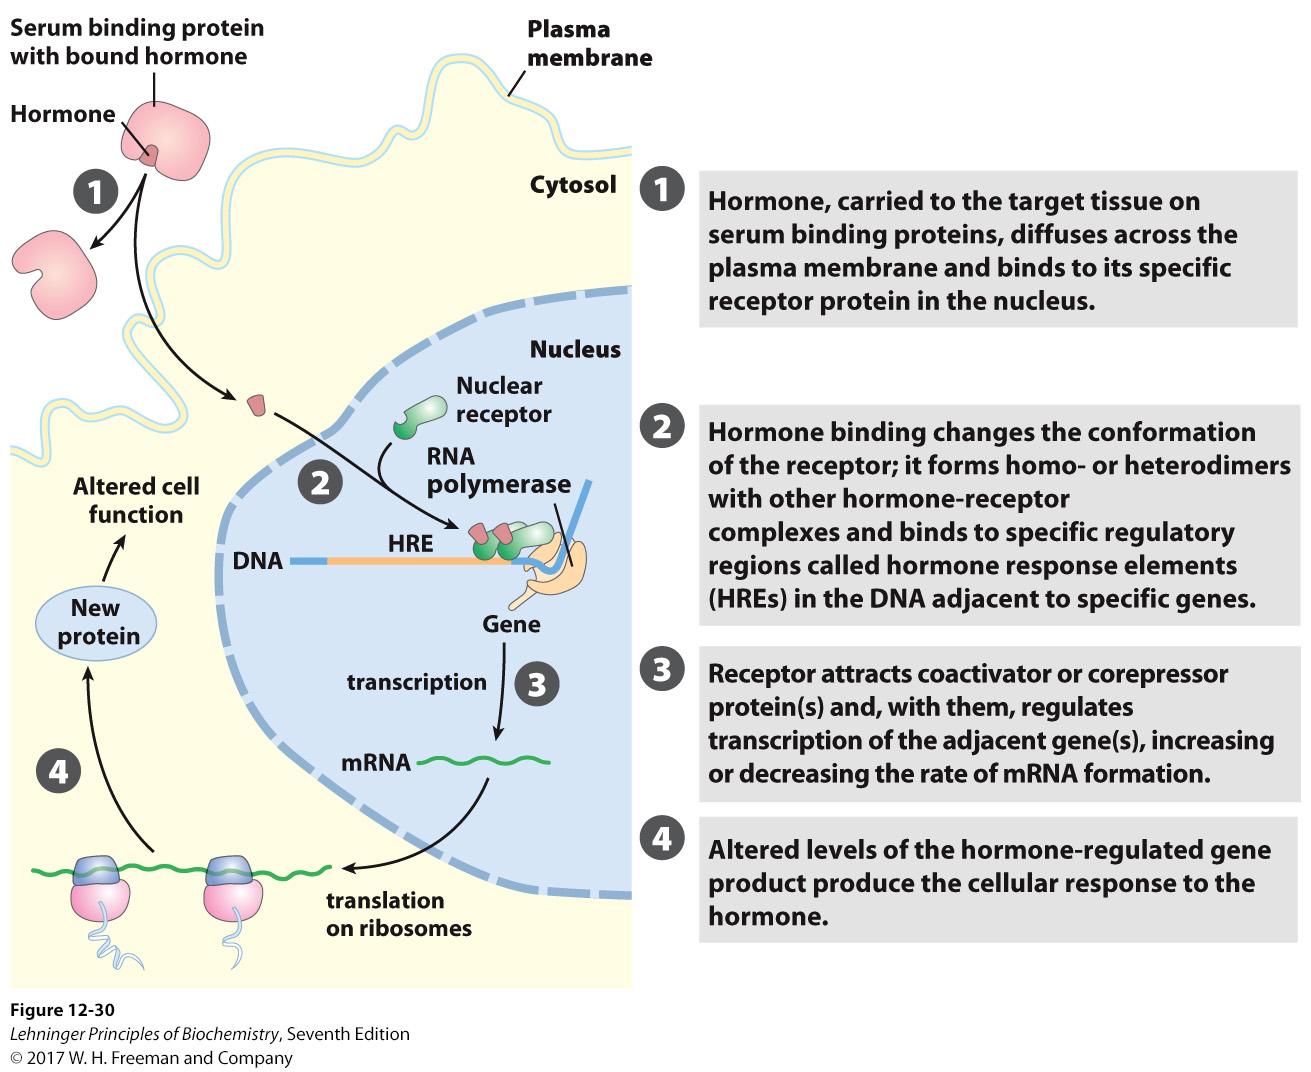 Serum binding protein
with bound hormone
Plasma
membrane
Hormone
1
Cytosol
Nucleus
Nuclear
receptor
2
RNA
polymerase
Altered cell
function
HRE
DNA
New
protein
Gene
transcription
3
mRNA
4
translation
on ribosomes
1
Hormone, carried to the target tissue on
serum binding proteins, diffuses across the
plasma membrane and binds to its specific
receptor protein in the nucleus.
2
Hormone binding changes the conformation
of the receptor; it forms homo- or heterodimers
with other hormone-receptor
complexes and binds to specific regulatory
regions called hormone response elements
(HREs) in the DNA adjacent to specific genes.
3
Receptor attracts coactivator or corepressor
protein(s) and, with them, regulates
transcription of the adjacent gene(s), increasing
or decreasing the rate of mRNA formation.
4
Altered levels of the hormone-regulated gene
product produce the cellular response to the
hormone.
Figure 12-30
Lehninger Principles of Biochemistry, Seventh Edition
© 2017 W. H. Freeman and Company